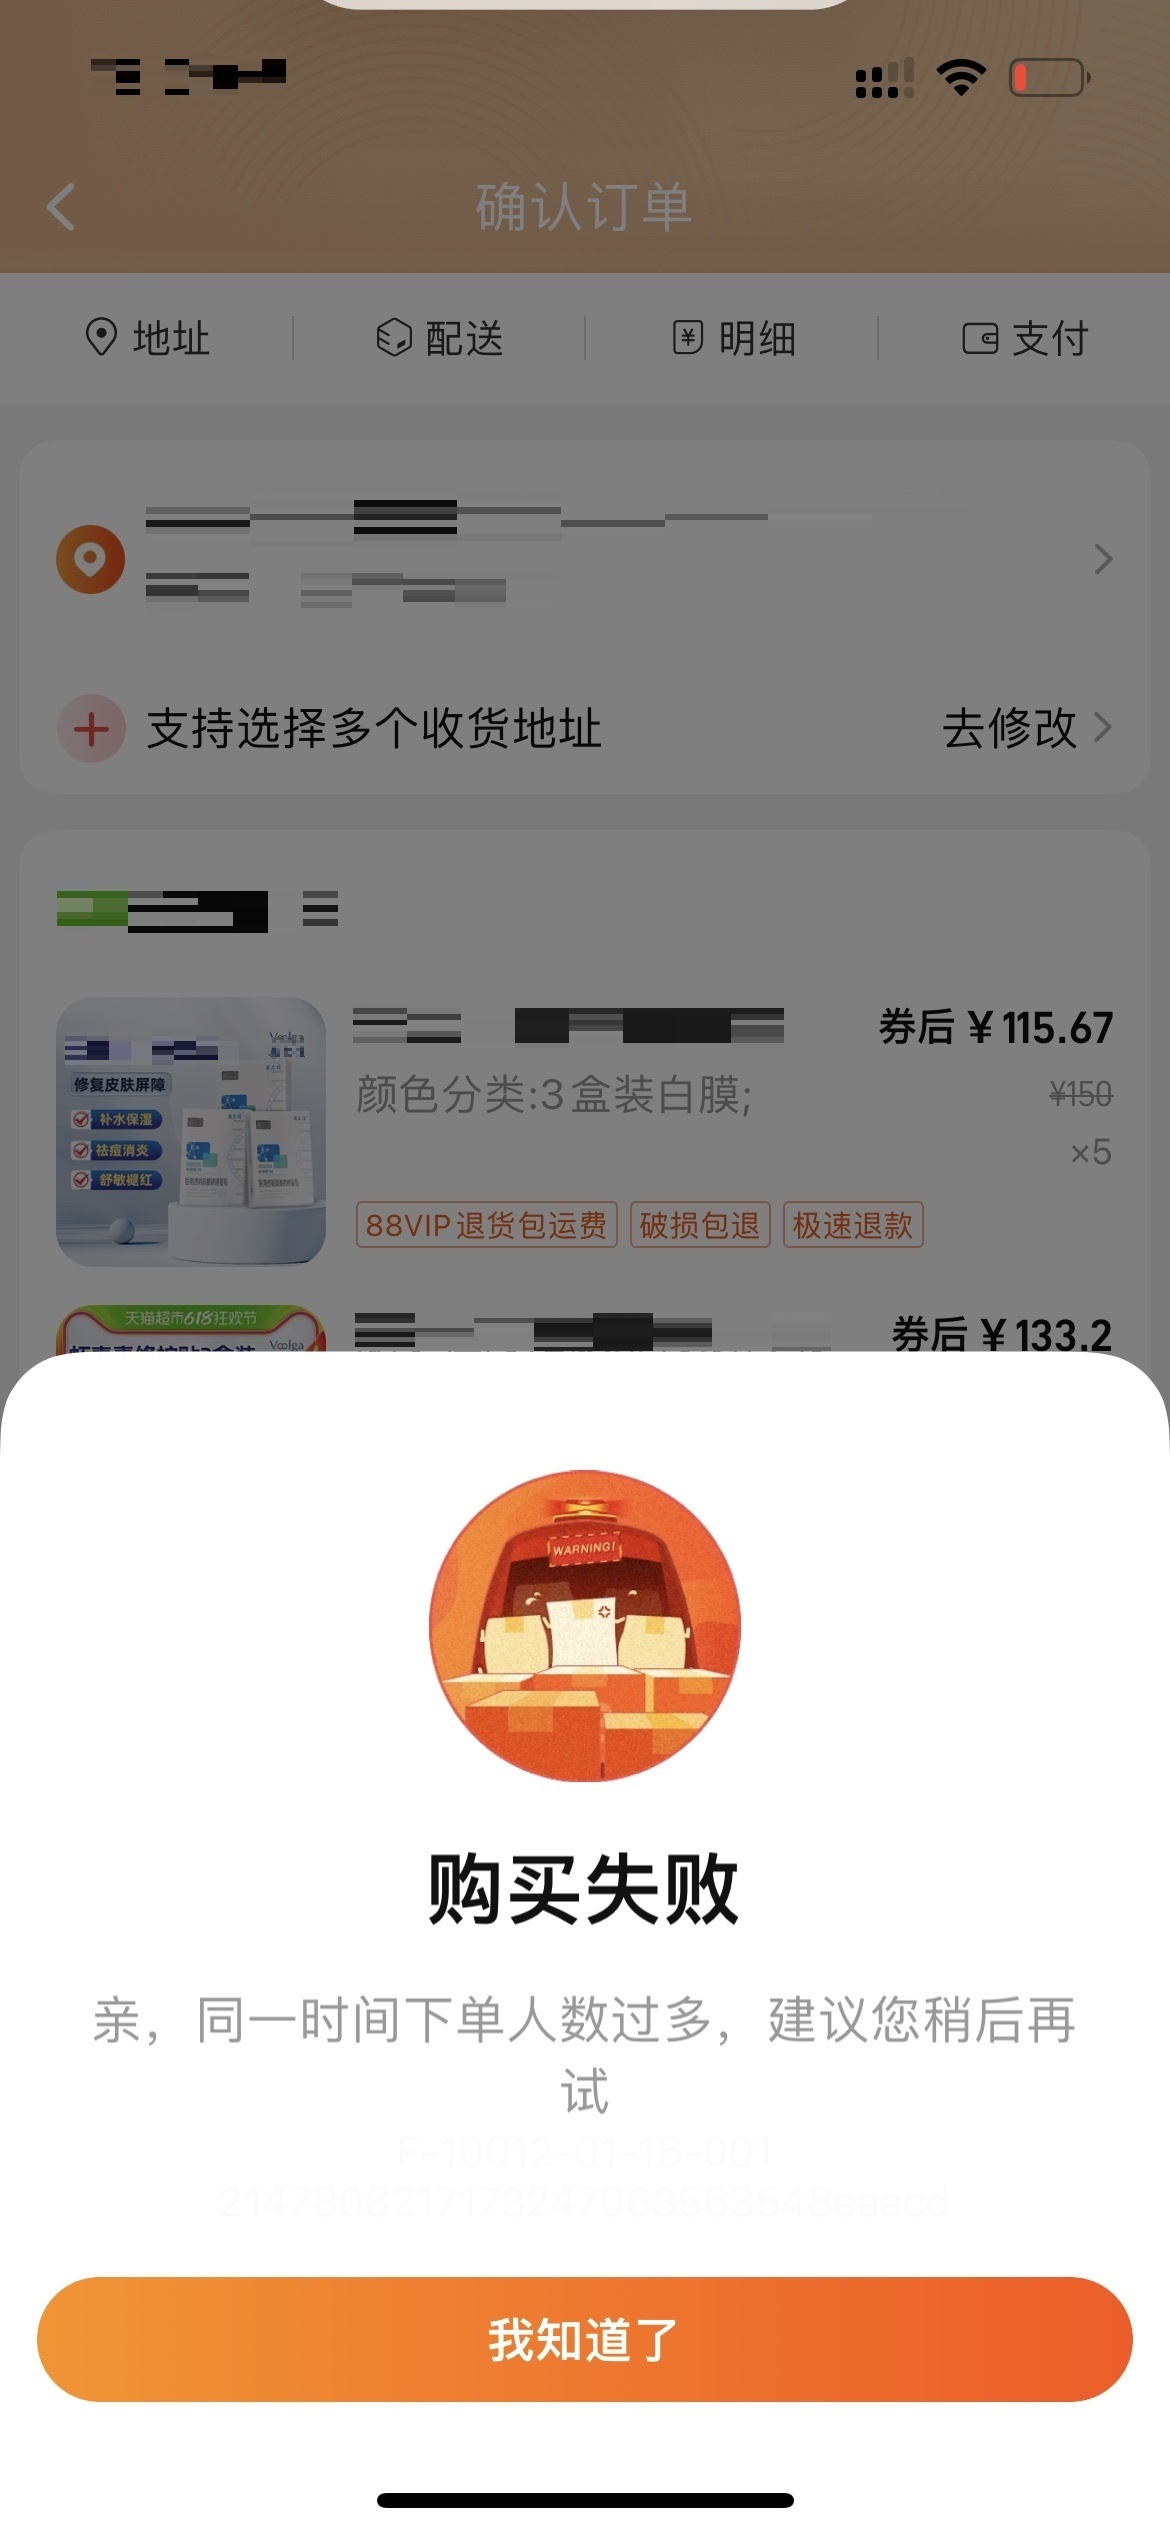 确认订单
地址
配送
明细
支付
支持选择多个收货地址
去修改
Voolga
修复皮肤屏障
补水保湿
祛痘消炎
舒敏褪红
券后 ¥115.67
颜色分类:3盒装白膜;
¥150
×5
88VIP退货包运费
破损包退
极速退款
天猫超市618狂欢节
Voolga
券后 ¥133.2
WARNING!
购买失败
亲，同一时间下单人数过多，建议您稍后再
试
F-10012-01-16-001
2147808217173247063563548eaacd
我知道了